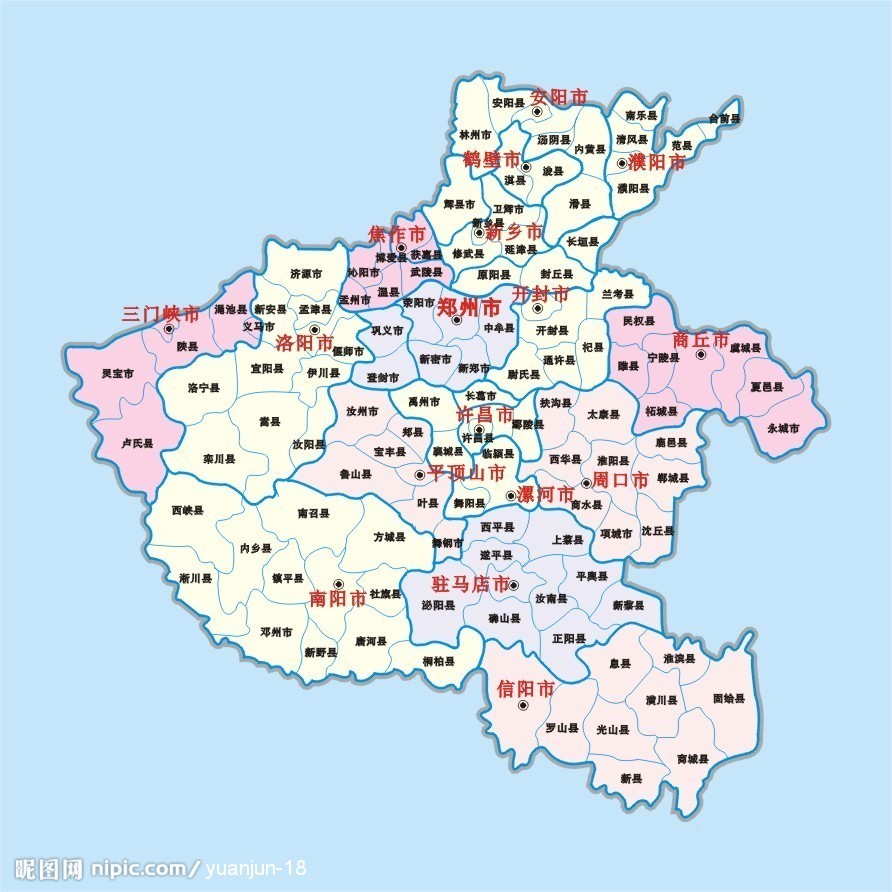 安阳县
安阳市
南乐县
台前县
林州市
汤阴县
内黄县
清风县
范县
鹤壁市
濮阳市
浚县
淇县
濮阳县
辉县市
卫辉市
滑县
新乡县
新乡市
焦作市
长垣县
博爱县
获嘉县
修武县
延津县
济源市
沁阳市
武陵县
原阳县
封丘县
温县
孟州市
荥阳市
开封市
兰考县
渑池县
新安县
孟津县
三门峡市
郑州市
民权县
义马市
巩义市
中牟县
开封县
商丘市
陕县
洛阳市
偃师市
杞县
虞城县
宁陵县
新密市
通许县
睢县
灵宝市
宜阳县
伊川县
登封市
新郑市
尉氏县
夏邑县
洛宁县
长葛市
禹州市
扶沟县
汝州市
许昌市
太康县
柘城县
嵩县
鄢陵县
永城市
卢氏县
郏县
许昌县
汝阳县
宝丰县
襄城县
临颍县
鹿邑县
栾川县
西华县
淮阳县
鲁山县
平顶山市
周口市
郸城县
漯河市
叶县
舞阳县
商水县
西峡县
南召县
西平县
项城市
沈丘县
方城县
舞钢市
上蔡县
内乡县
遂平县
淅川县
镇平县
驻马店市
平舆县
南阳市
社旗县
汝南县
泌阳县
新蔡县
确山县
邓州市
唐河县
正阳县
新野县
桐柏县
息县
淮滨县
信阳市
潢川县
固蛤县
罗山县
光山县
商城县
新县
昵图网 nipic.com/yuanjun-18